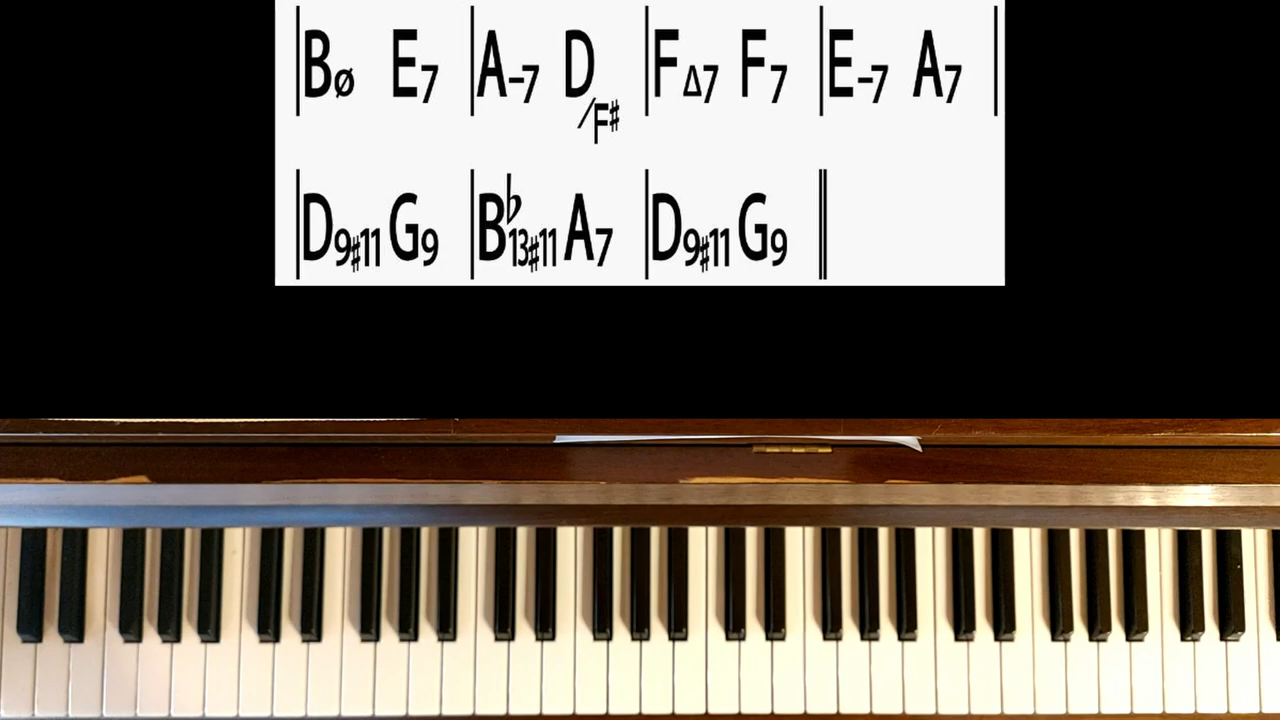 |Bø E7 |A–7 D/F# |FΔ7 F7 |E–7 A7 |
|D9#11 G9 |B♭13#11 A7 |D9#11 G9 ||